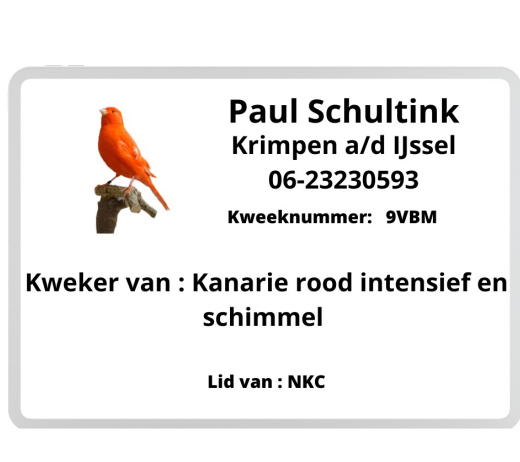 Paul Schultink
Krimpen a/d IJssel
06-23230593
Kweeknummer: 9VBM
Kweker van : Kanarie rood intensief en
schimmel
Lid van : NKC